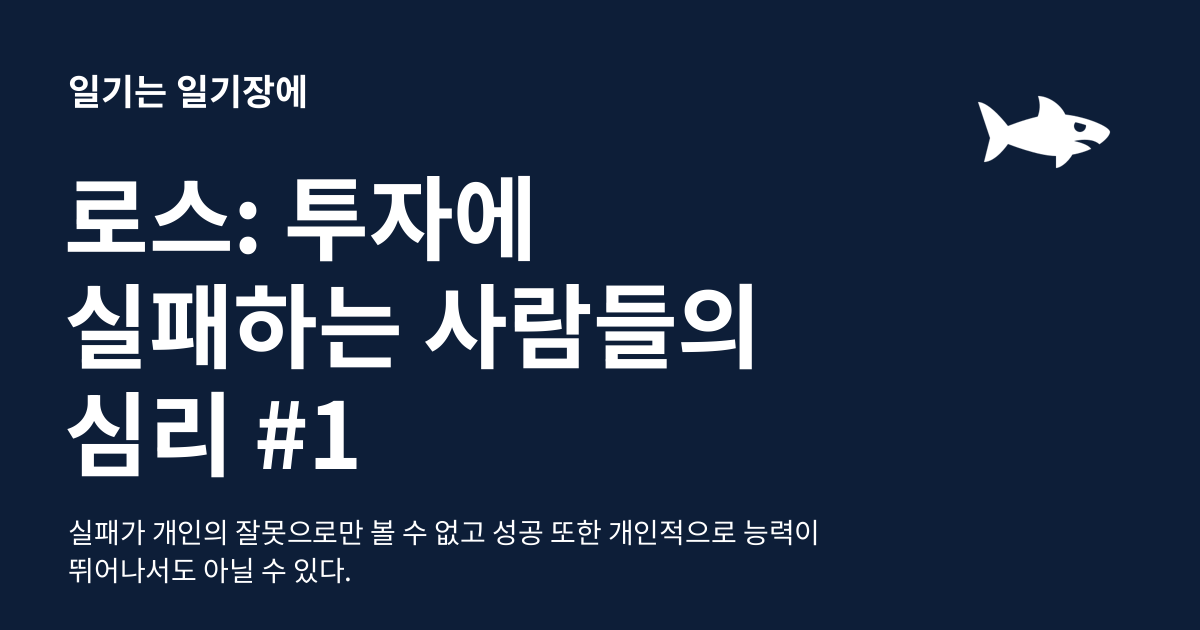 일기는 일기장에
로스: 투자에
실패하는 사람들의
심리 #1
실패가 개인의 잘못으로만 볼 수 없고 성공 또한 개인적으로 능력이
뛰어나서도 아닐 수 있다.